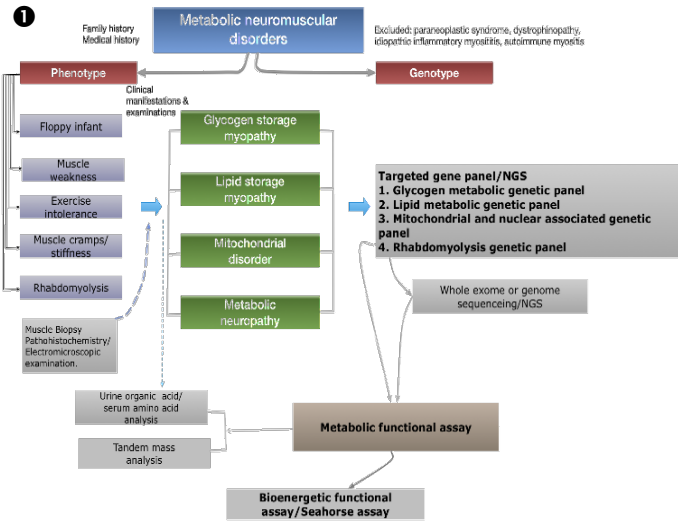 1
Family history
Medical history
Metabolic neuromuscular
disorders
Excluded: paraneoplastic syndrome, dystrophinopathy,
idiopathic inflammatory myositits, autoimmune myositis
Phenotype
Genotype
Clinical
manifestations &
examinations
Floppy infant
Muscle
weakness
Exercise
intolerance
Muscle cramps/
stiffness
Rhabdomyolysis
Glycogen storage
myopathy
Lipid storage
myopathy
Mitochondrial
disorder
Metabolic
neuropathy
Targeted gene panel/NGS
1. Glycogen metabolic genetic panel
2. Lipid metabolic genetic panel
3. Mitochondrial and nuclear associated genetic
panel
4. Rhabdomyolysis genetic panel
Whole exome or genome
sequenceing/NGS
Muscle Biopsy
Pathohistochemistry/
Electromicroscopic
examination.
Urine organic acid/
serum amino acid
analysis
Tandem mass
analysis
Metabolic functional assay
Bioenergetic functional
assay/Seahorse assay